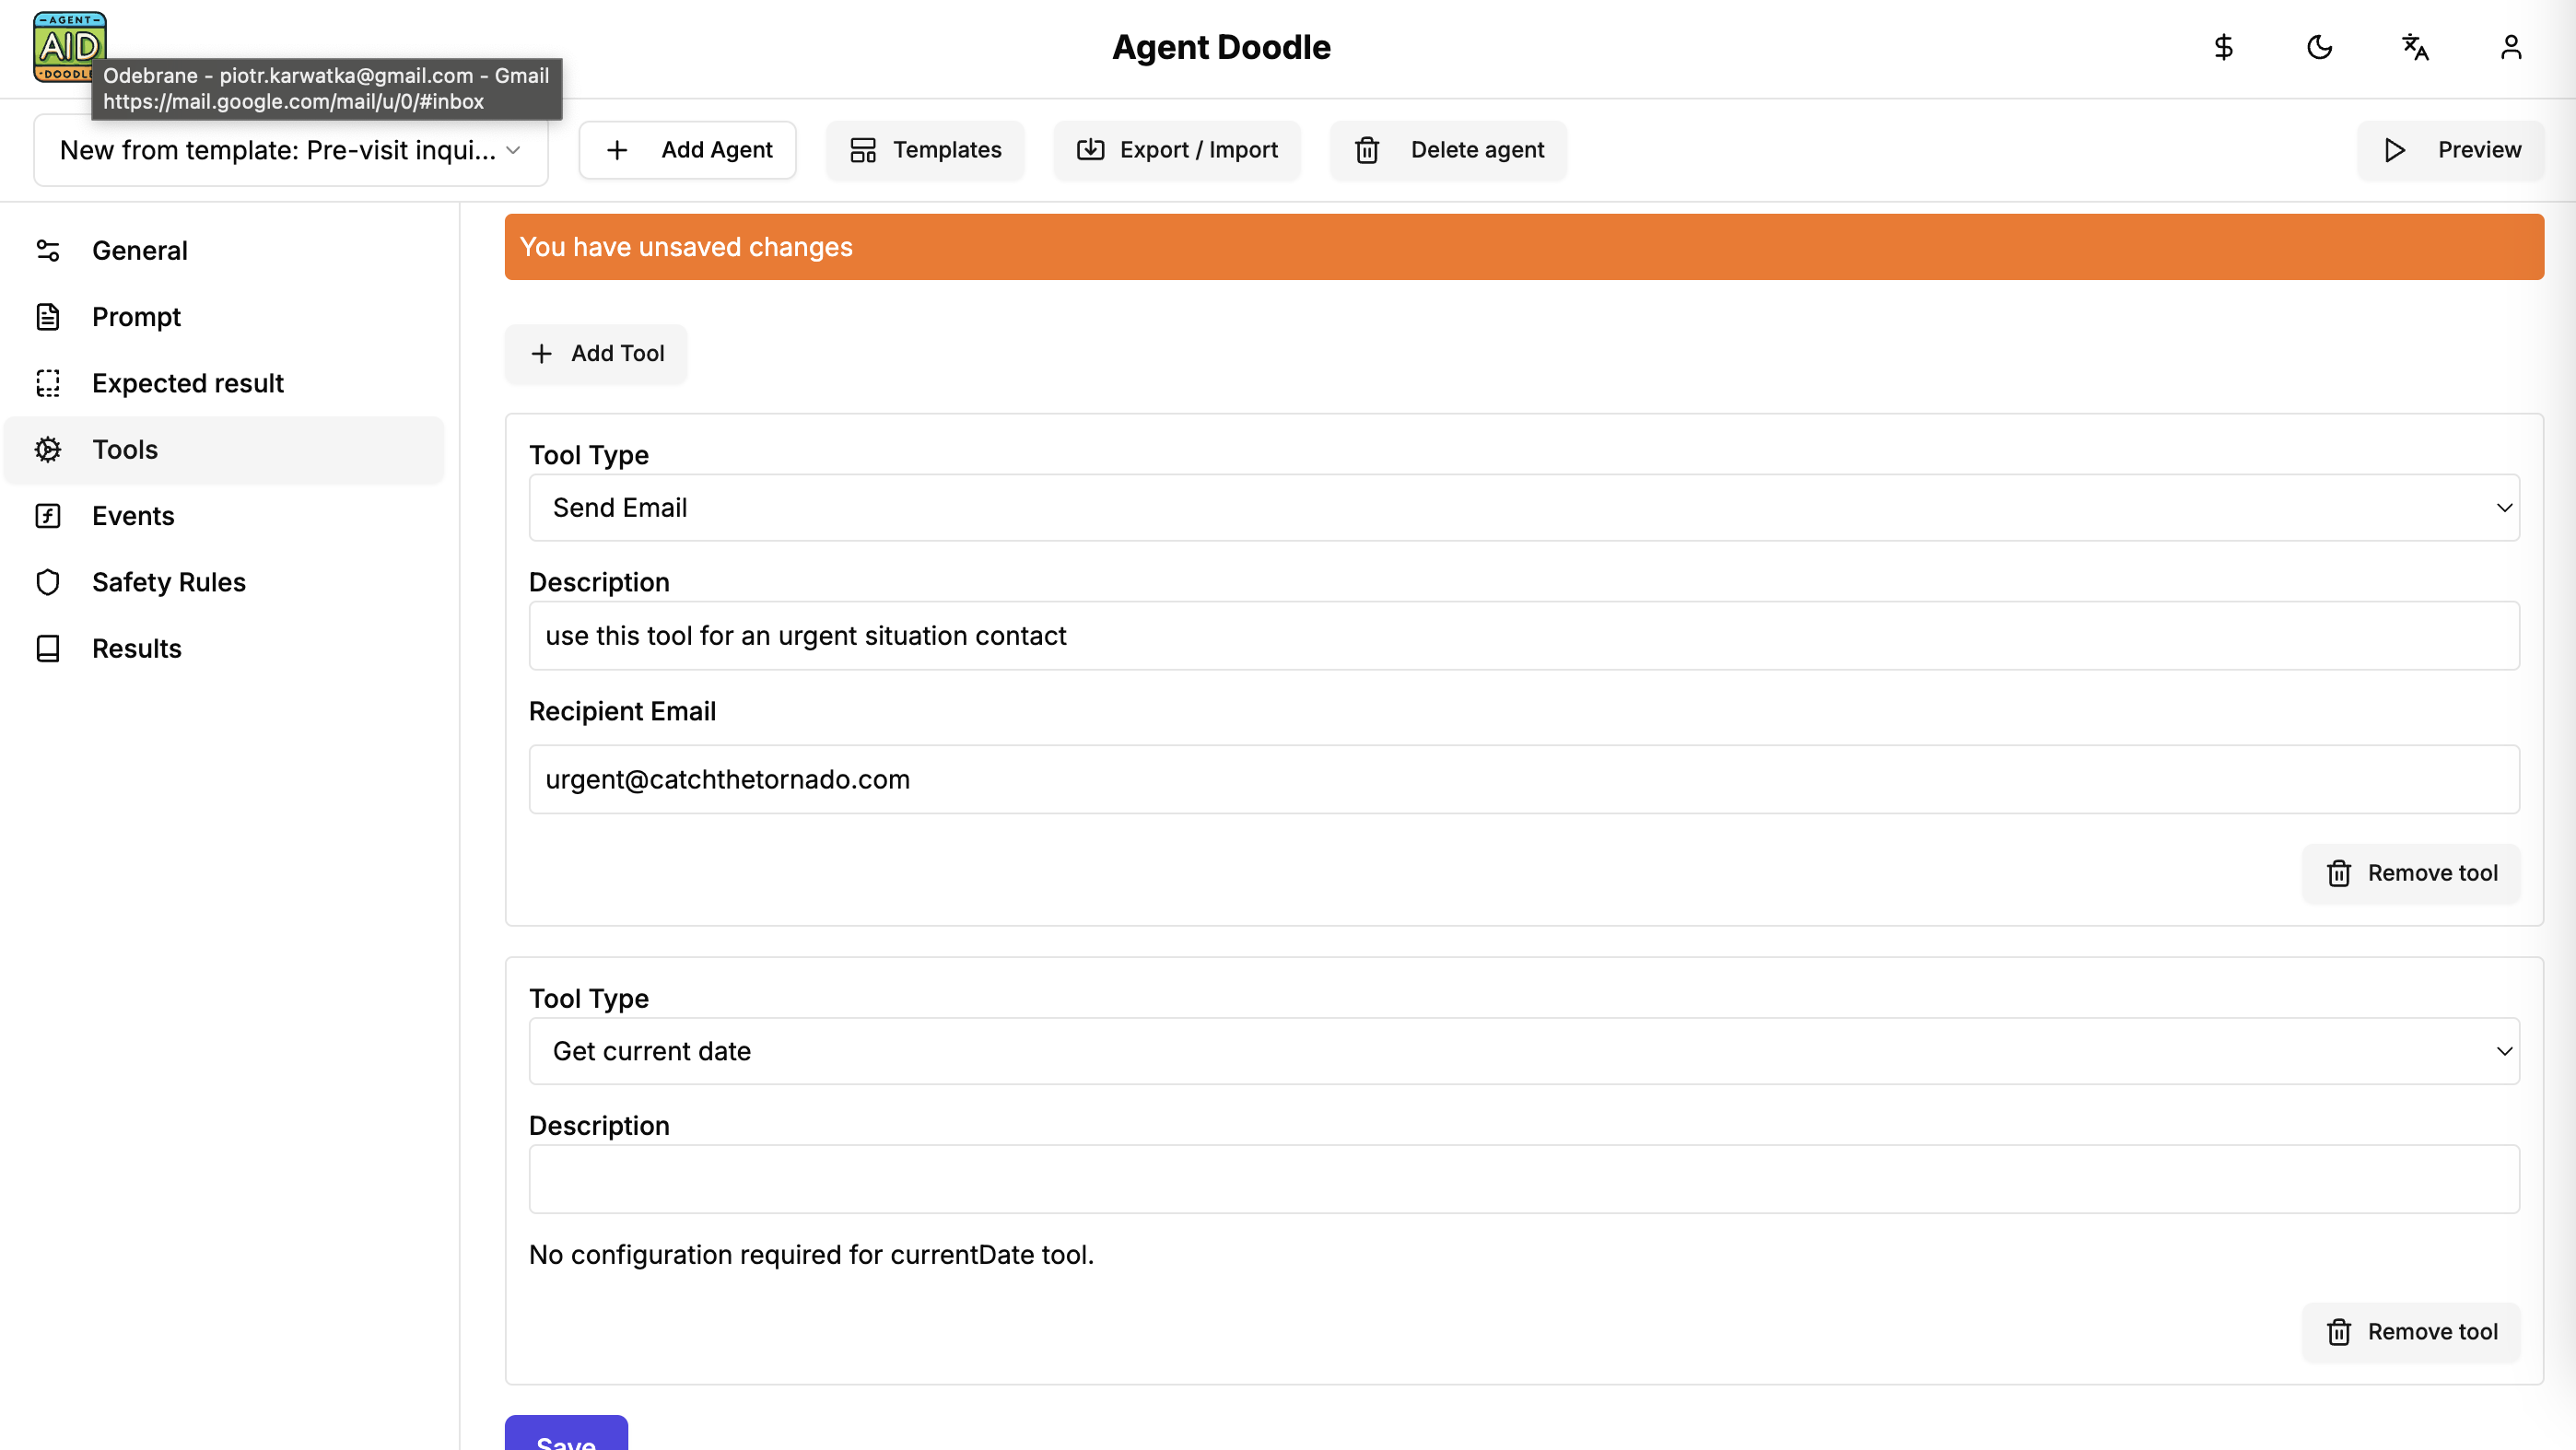 AGENT
AID
DOODLE
Agent Doodle
Odebrane - piotr.karwatka@gmail.com - Gmail
https://mail.google.com/mail/u/0/#inbox
New from template: Pre-visit inqui...
Add Agent
Templates
Export / Import
Delete agent
Preview
General
Prompt
Expected result
Tools
Events
Safety Rules
Results
You have unsaved changes
Add Tool
Tool Type
Send Email
Description
use this tool for an urgent situation contact
Recipient Email
urgent@catchthetornado.com
Remove tool
Tool Type
Get current date
Description
No configuration required for currentDate tool.
Remove tool
Save